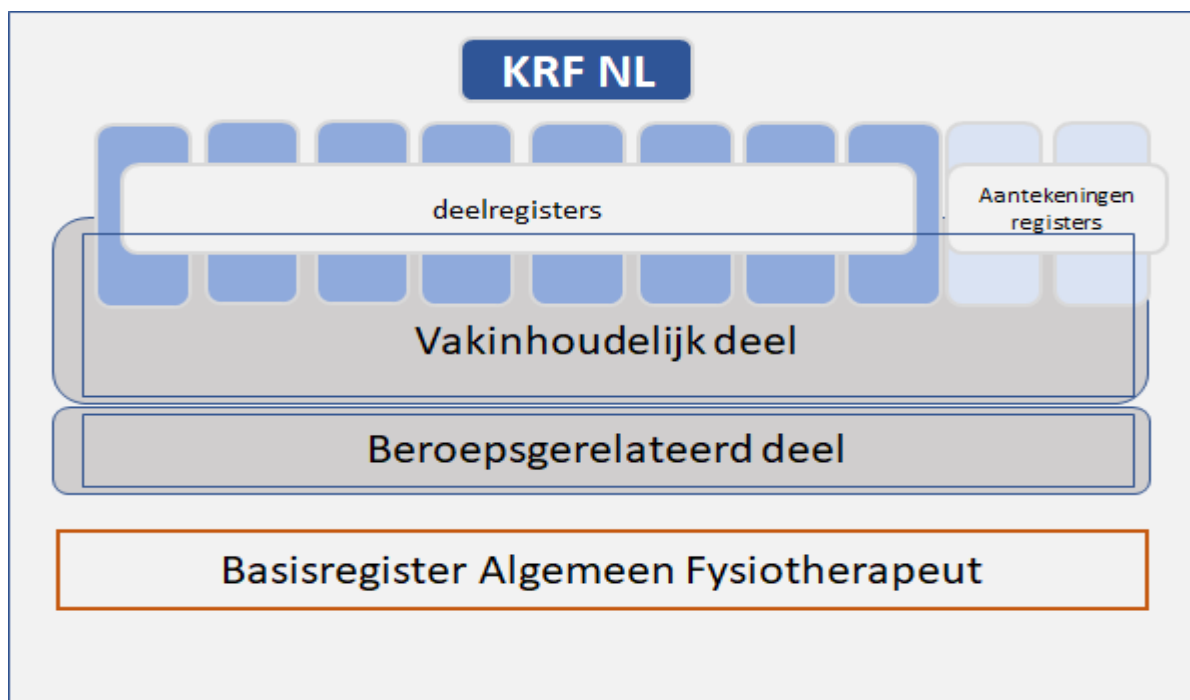 KRF NL
deelregisters
Aantekeningen
registers
Vakinhoudelijk deel
Beroepsgerelateerd deel
Basisregister Algemeen Fysiotherapeut